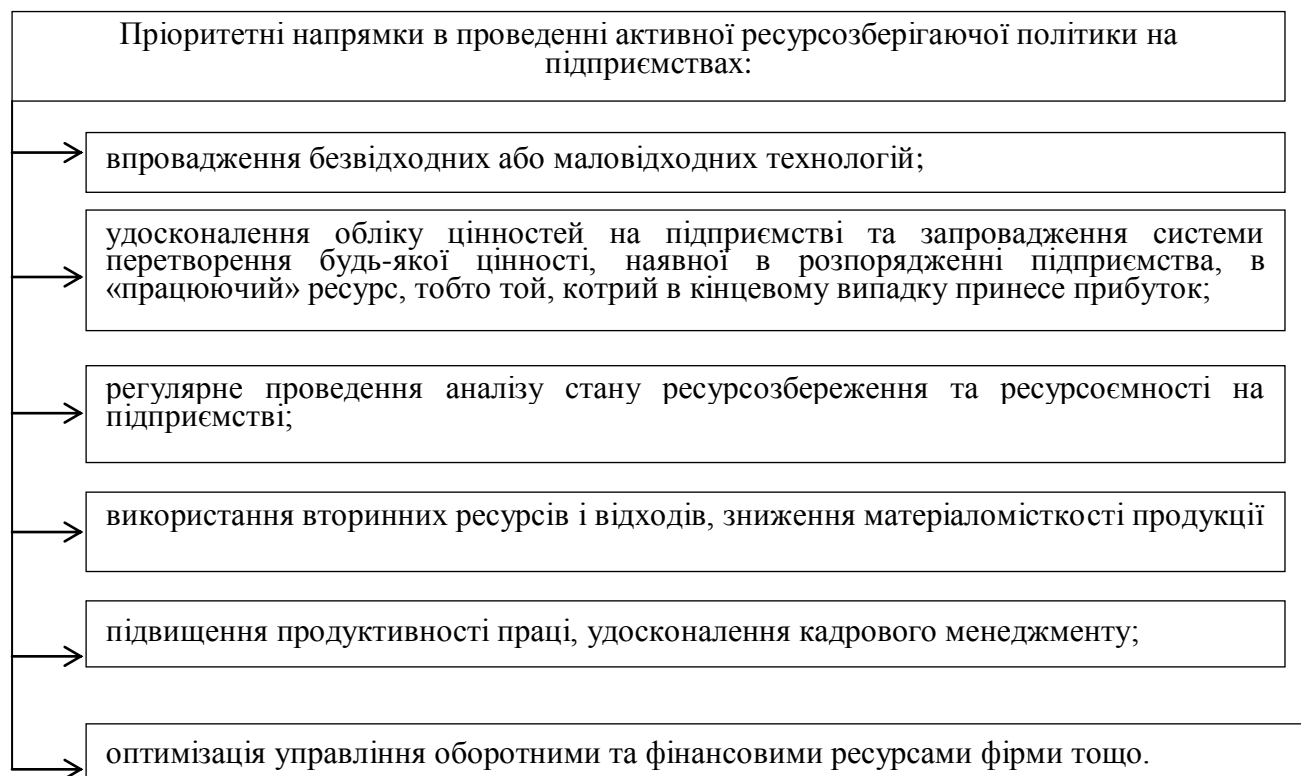 Пріоритетні напрямки в проведенні активної ресурсозберігаючої політики на
підприємствах:
впровадження безвідходних або маловідходних технологій;
удосконалення обліку цінностей на підприємстві та запровадження системи
перетворення будь-якої цінності, наявної в розпорядженні підприємства, в
«працюючий» ресурс, тобто той, котрий в кінцевому випадку принесе прибуток;
регулярне проведення аналізу стану ресурсозбереження та ресурсоємності на
підприємстві;
використання вторинних ресурсів і відходів, зниження матеріаломісткості продукції
підвищення продуктивності праці, удосконалення кадрового менеджменту;
оптимізація управління оборотними та фінансовими ресурсами фірми тощо.